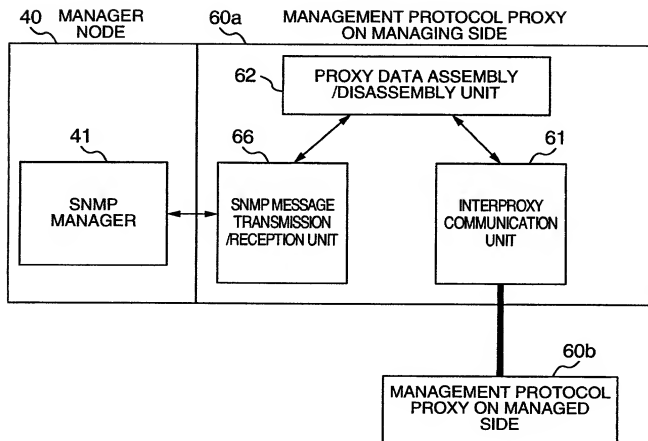 40
MANAGER
NODE
60a
MANAGEMENT PROTOCOL PROXY
ON MANAGING SIDE
62
PROXY DATA ASSEMBLY
/DISASSEMBLY UNIT
41
SNMP
MANAGER
66
SNMP MESSAGE
TRANSMISSION
/RECEPTION UNIT
61
INTERPROXY
COMMUNICATION
UNIT
60b
MANAGEMENT PROTOCOL
PROXY ON MANAGED
SIDE